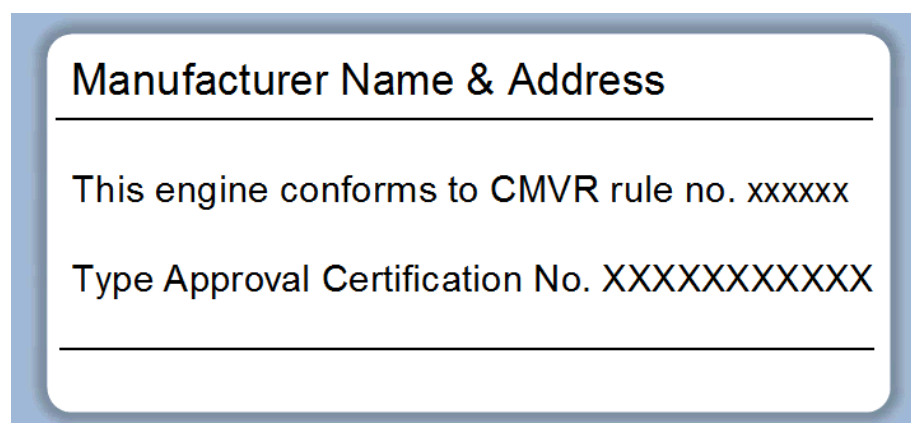 Manufacturer Name & Address
This engine conforms to CMVR rule no. xxxxxx
Type Approval Certification No. XXXXXXXXXXX